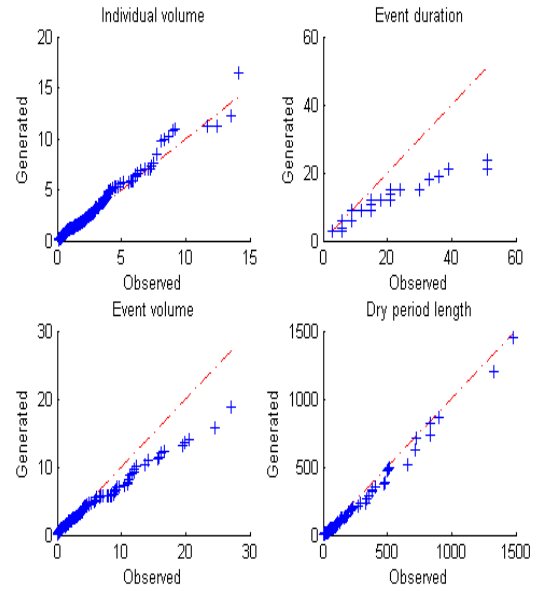 Individual volume
20
15
10
5
0
0 5 10 15
Generated
Observed
Event duration
60
40
20
0
0 20 40 60
Generated
Observed
Event volume
30
20
10
0
0 10 20 30
Generated
Observed
Dry period length
1500
1000
500
0
0 500 1000 1500
Generated
Observed